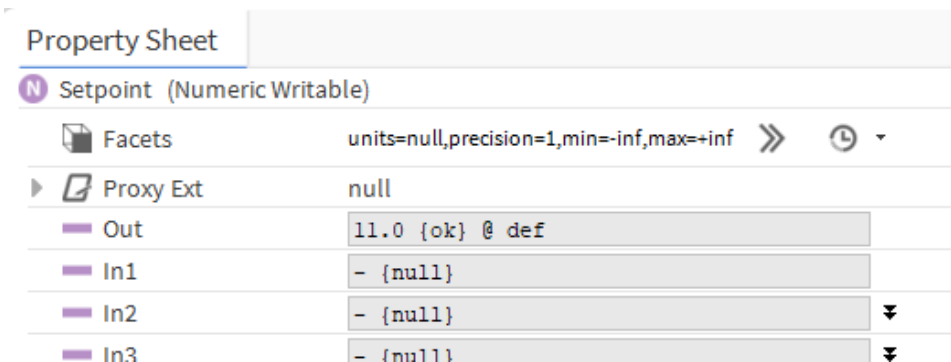 Property Sheet
N Setpoint (Numeric Writable)
Facets units=null,precision=1,min=-inf,max=+inf
Proxy Ext null
Out 11.0 {ok} @ def
In1 - {null}
In2 - {null}
In3 - {null}